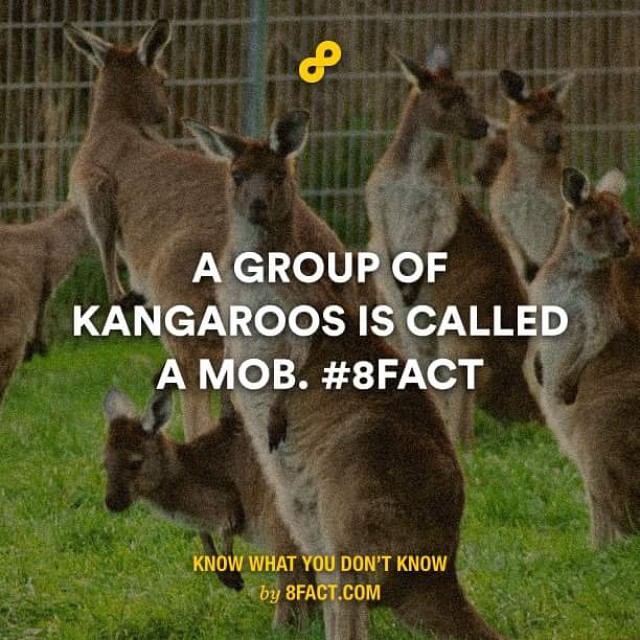 A GROUP OF
KANGAROOS IS CALLED
A MOB. #8FACT
KNOW WHAT YOU DON'T KNOW
by 8FACT.COM